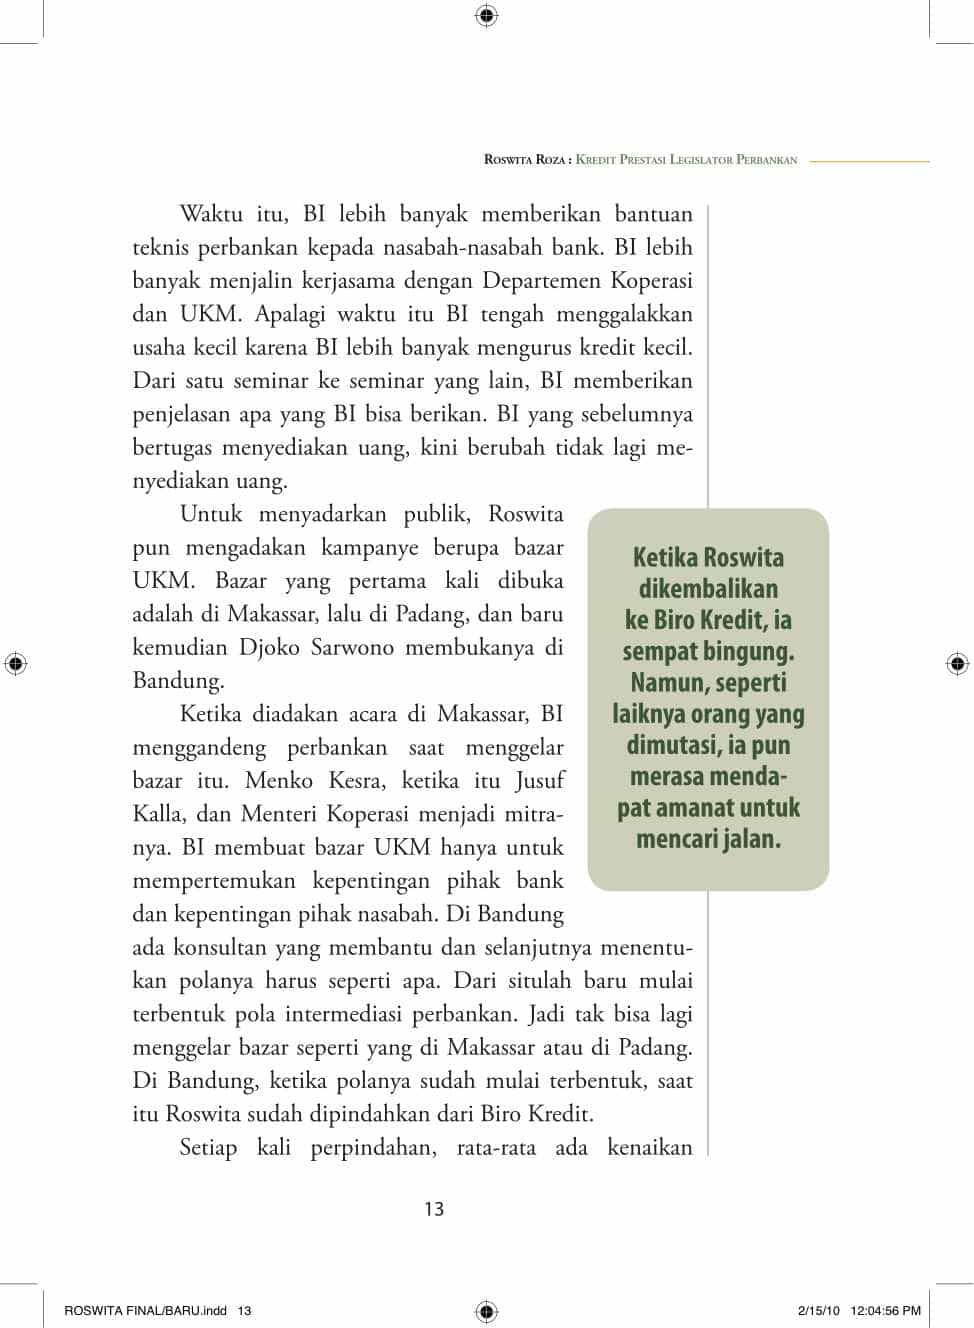 Roswita Roza : Kredit Prestasi Legislator Perbankan
Waktu itu, BI lebih banyak memberikan bantuan
teknis perbankan kepada nasabah-nasabah bank. BI lebih
banyak menjalin kerjasama dengan Departemen Koperasi
dan UKM. Apalagi waktu itu BI tengah menggalakkan
usaha kecil karena BI lebih banyak mengurus kredit kecil.
Dari satu seminar ke seminar yang lain, BI memberikan
penjelasan apa yang BI bisa berikan. BI yang sebelumnya
bertugas menyediakan uang, kini berubah tidak lagi me-
nyediakan uang.
Untuk menyadarkan publik, Roswita
pun mengadakan kampanye berupa bazar
UKM. Bazar yang pertama kali dibuka
adalah di Makassar, lalu di Padang, dan baru
kemudian Djoko Sarwono membukanya di
Bandung.
Ketika diadakan acara di Makassar, BI
menggandeng perbankan saat menggelar
bazar itu. Menko Kesra, ketika itu Jusuf
Kalla, dan Menteri Koperasi menjadi mitra-
nya. BI membuat bazar UKM hanya untuk
mempertemukan kepentingan pihak bank
dan kepentingan pihak nasabah. Di Bandung
ada konsultan yang membantu dan selanjutnya menentu-
kan polanya harus seperti apa. Dari situlah baru mulai
terbentuk pola intermediasi perbankan. Jadi tak bisa lagi
menggelar bazar seperti yang di Makassar atau di Padang.
Di Bandung, ketika polanya sudah mulai terbentuk, saat
itu Roswita sudah dipindahkan dari Biro Kredit.
Setiap kali perpindahan, rata-rata ada kenaikan
Ketika Roswita
dikembalikan
ke Biro Kredit, ia
sempat bingung.
Namun, seperti
laiknya orang yang
dimutasi, ia pun
merasa menda-
pat amanat untuk
mencari jalan.
13
ROSWITA FINAL/BARU.indd 13
2/15/10 12:04:56 PM